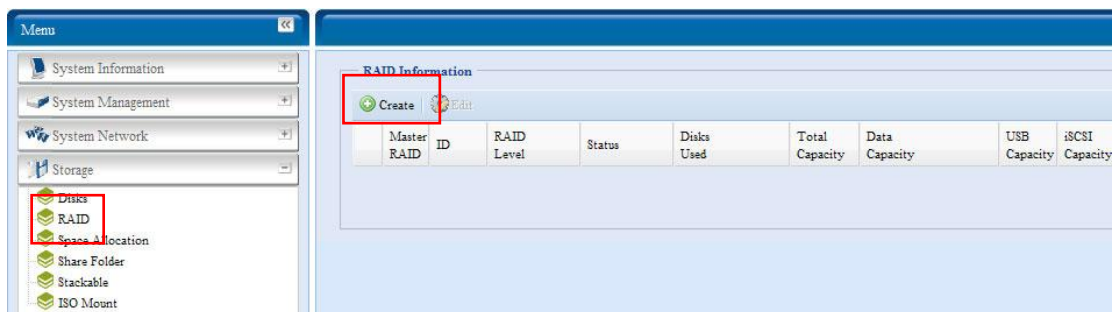 Menu
System Information
System Management
System Network
Storage
Disks
RAID
Space Allocation
Share Folder
Stackable
ISO Mount
RAID Information
Create Edit
Master RAID ID RAID Level Status Disks Used Total Capacity Data Capacity USB Capacity iSCSI Capacity